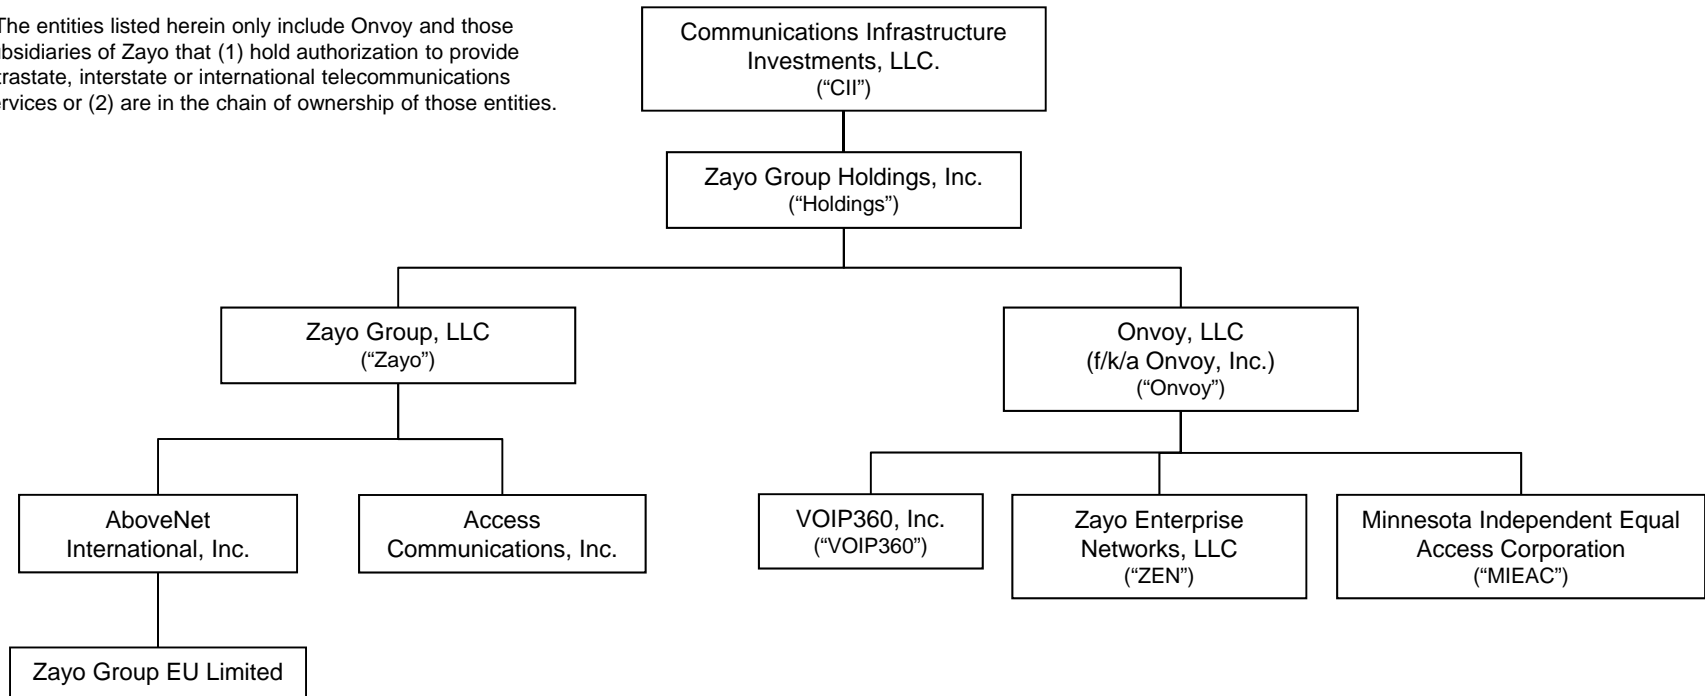 The entities listed herein only include Onvoy and those
bsidiaries of Zayo that (1) hold authorization to provide
trastate, interstate or international telecommunications
ervices or (2) are in the chain of ownership of those entities.
Communications Infrastructure
Investments, LLC.
(“CII”)
Zayo Group Holdings, Inc.
(“Holdings”)
Zayo Group, LLC
(“Zayo”)
Onvoy, LLC
(f/k/a Onvoy, Inc.)
(“Onvoy”)
AboveNet
International, Inc.
Access
Communications, Inc.
VOIP360, Inc.
(“VOIP360”)
Zayo Enterprise
Networks, LLC
(“ZEN”)
Minnesota Independent Equal
Access Corporation
(“MIEAC”)
Zayo Group EU Limited